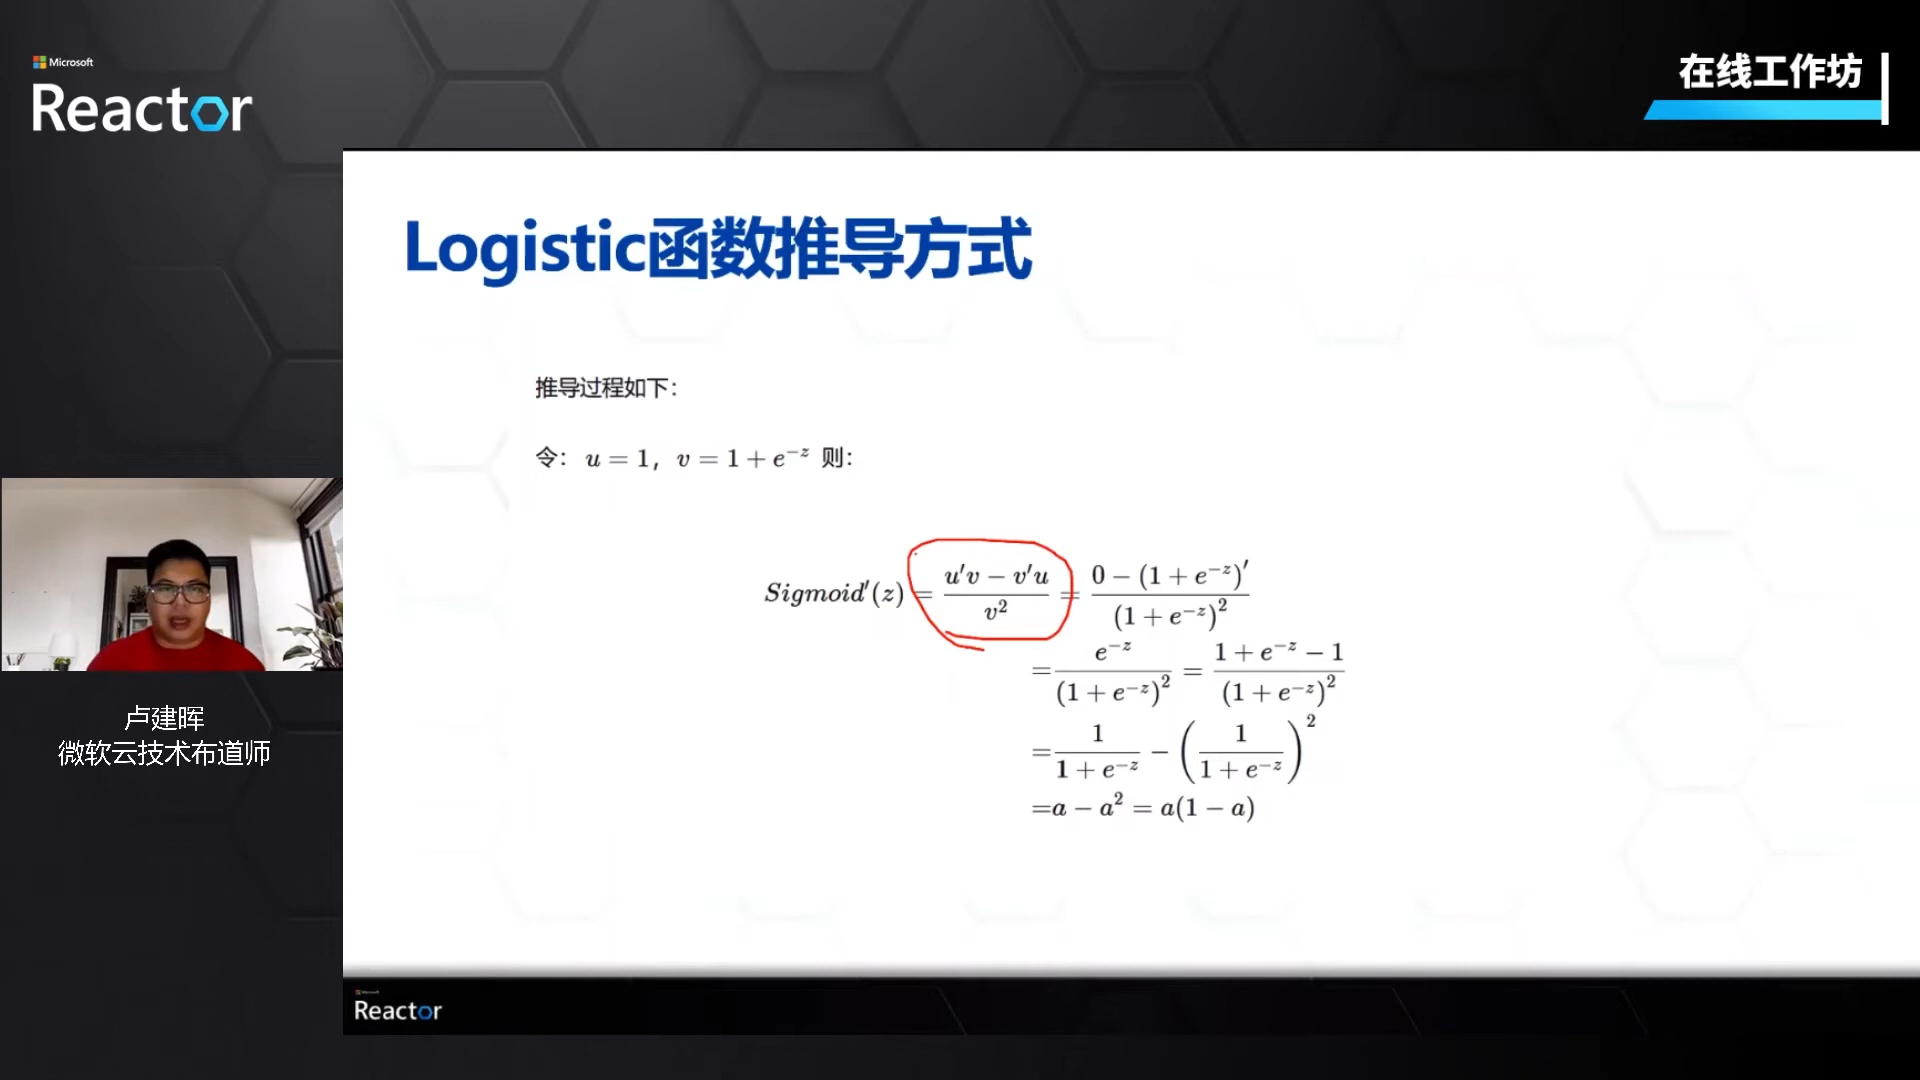 Microsoft
Reactor
在线工作坊
Logistic函数推导方式
推导过程如下：
令： u = 1， v = 1 + e^{-z} 则：
Sigmoid′(z) = \frac{u′v − v′u}{v^2} = \frac{0 − (1 + e^{-z})′}{(1 + e^{-z})^2}
= \frac{e^{-z}}{(1 + e^{-z})^2} = \frac{1 + e^{-z} − 1}{(1 + e^{-z})^2}
= \frac{1}{1 + e^{-z}} − \left(\frac{1}{1 + e^{-z}}\right)^2
= a − a^2 = a(1 − a)
卢建晖
微软云技术布道师
Microsoft
Reactor